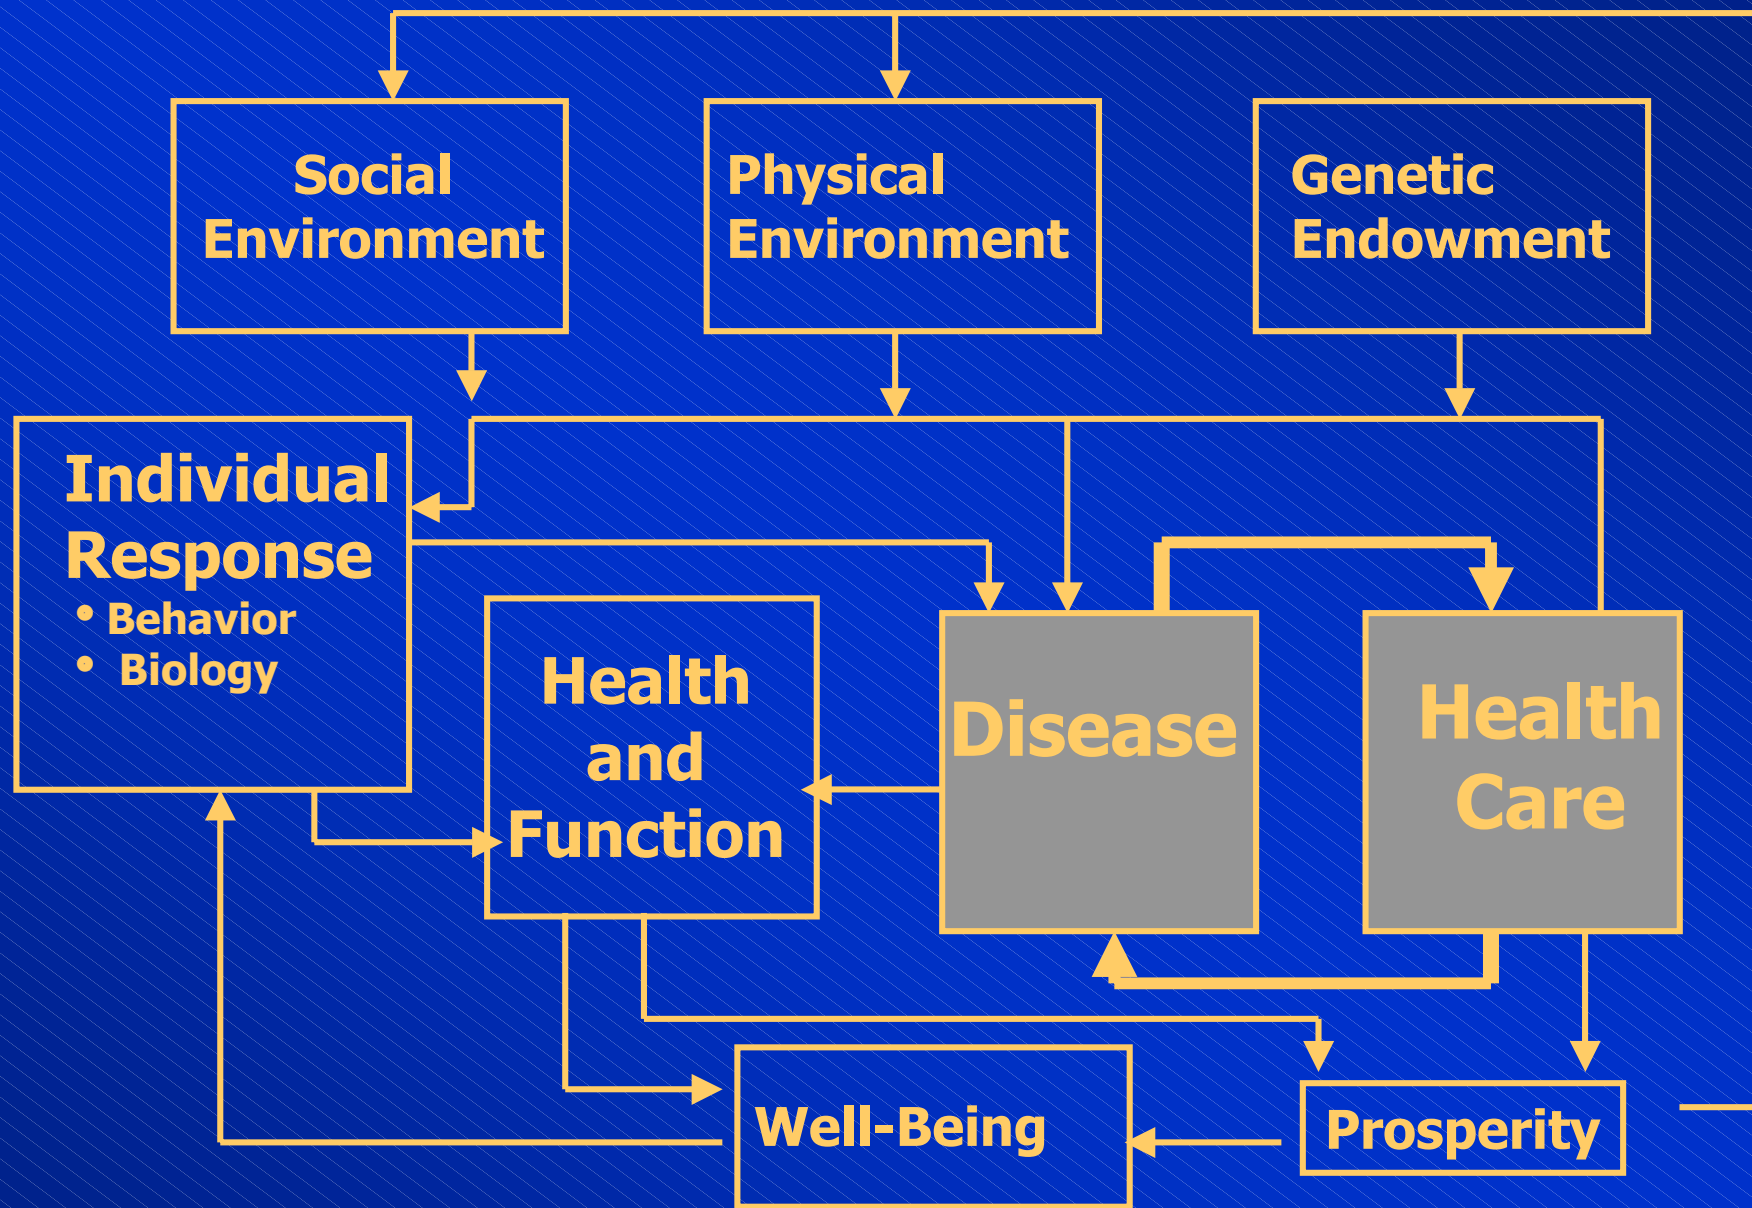 Social
Environment
Physical
Environment
Genetic
Endowment
Individual
Response
• Behavior
• Biology
Health
and
Function
Disease
Health
Care
Well-Being
Prosperity